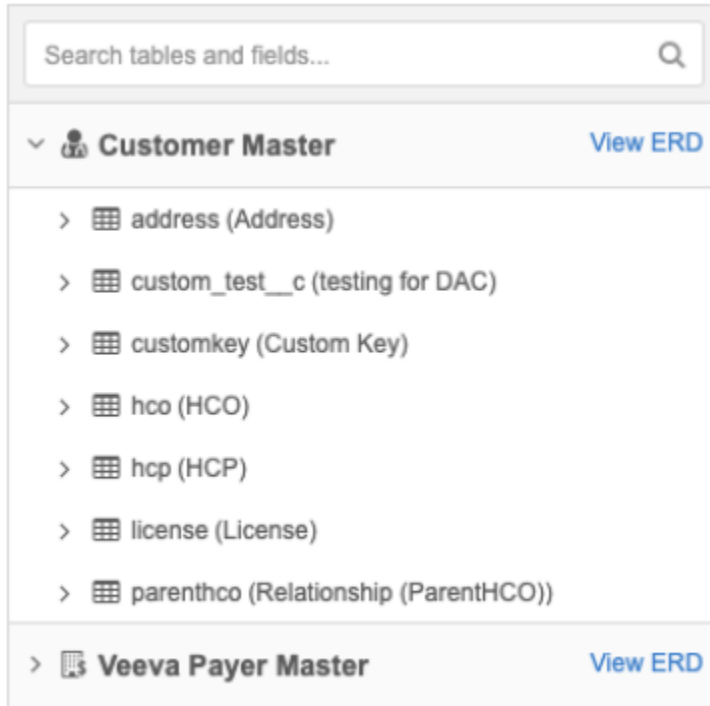 Search tables and fields...
Customer Master View ERD
address (Address)
custom_test__c (testing for DAC)
customkey (Custom Key)
hco (HCO)
hcp (HCP)
license (License)
parenthco (Relationship (ParentHCO))
Veeva Payer Master View ERD